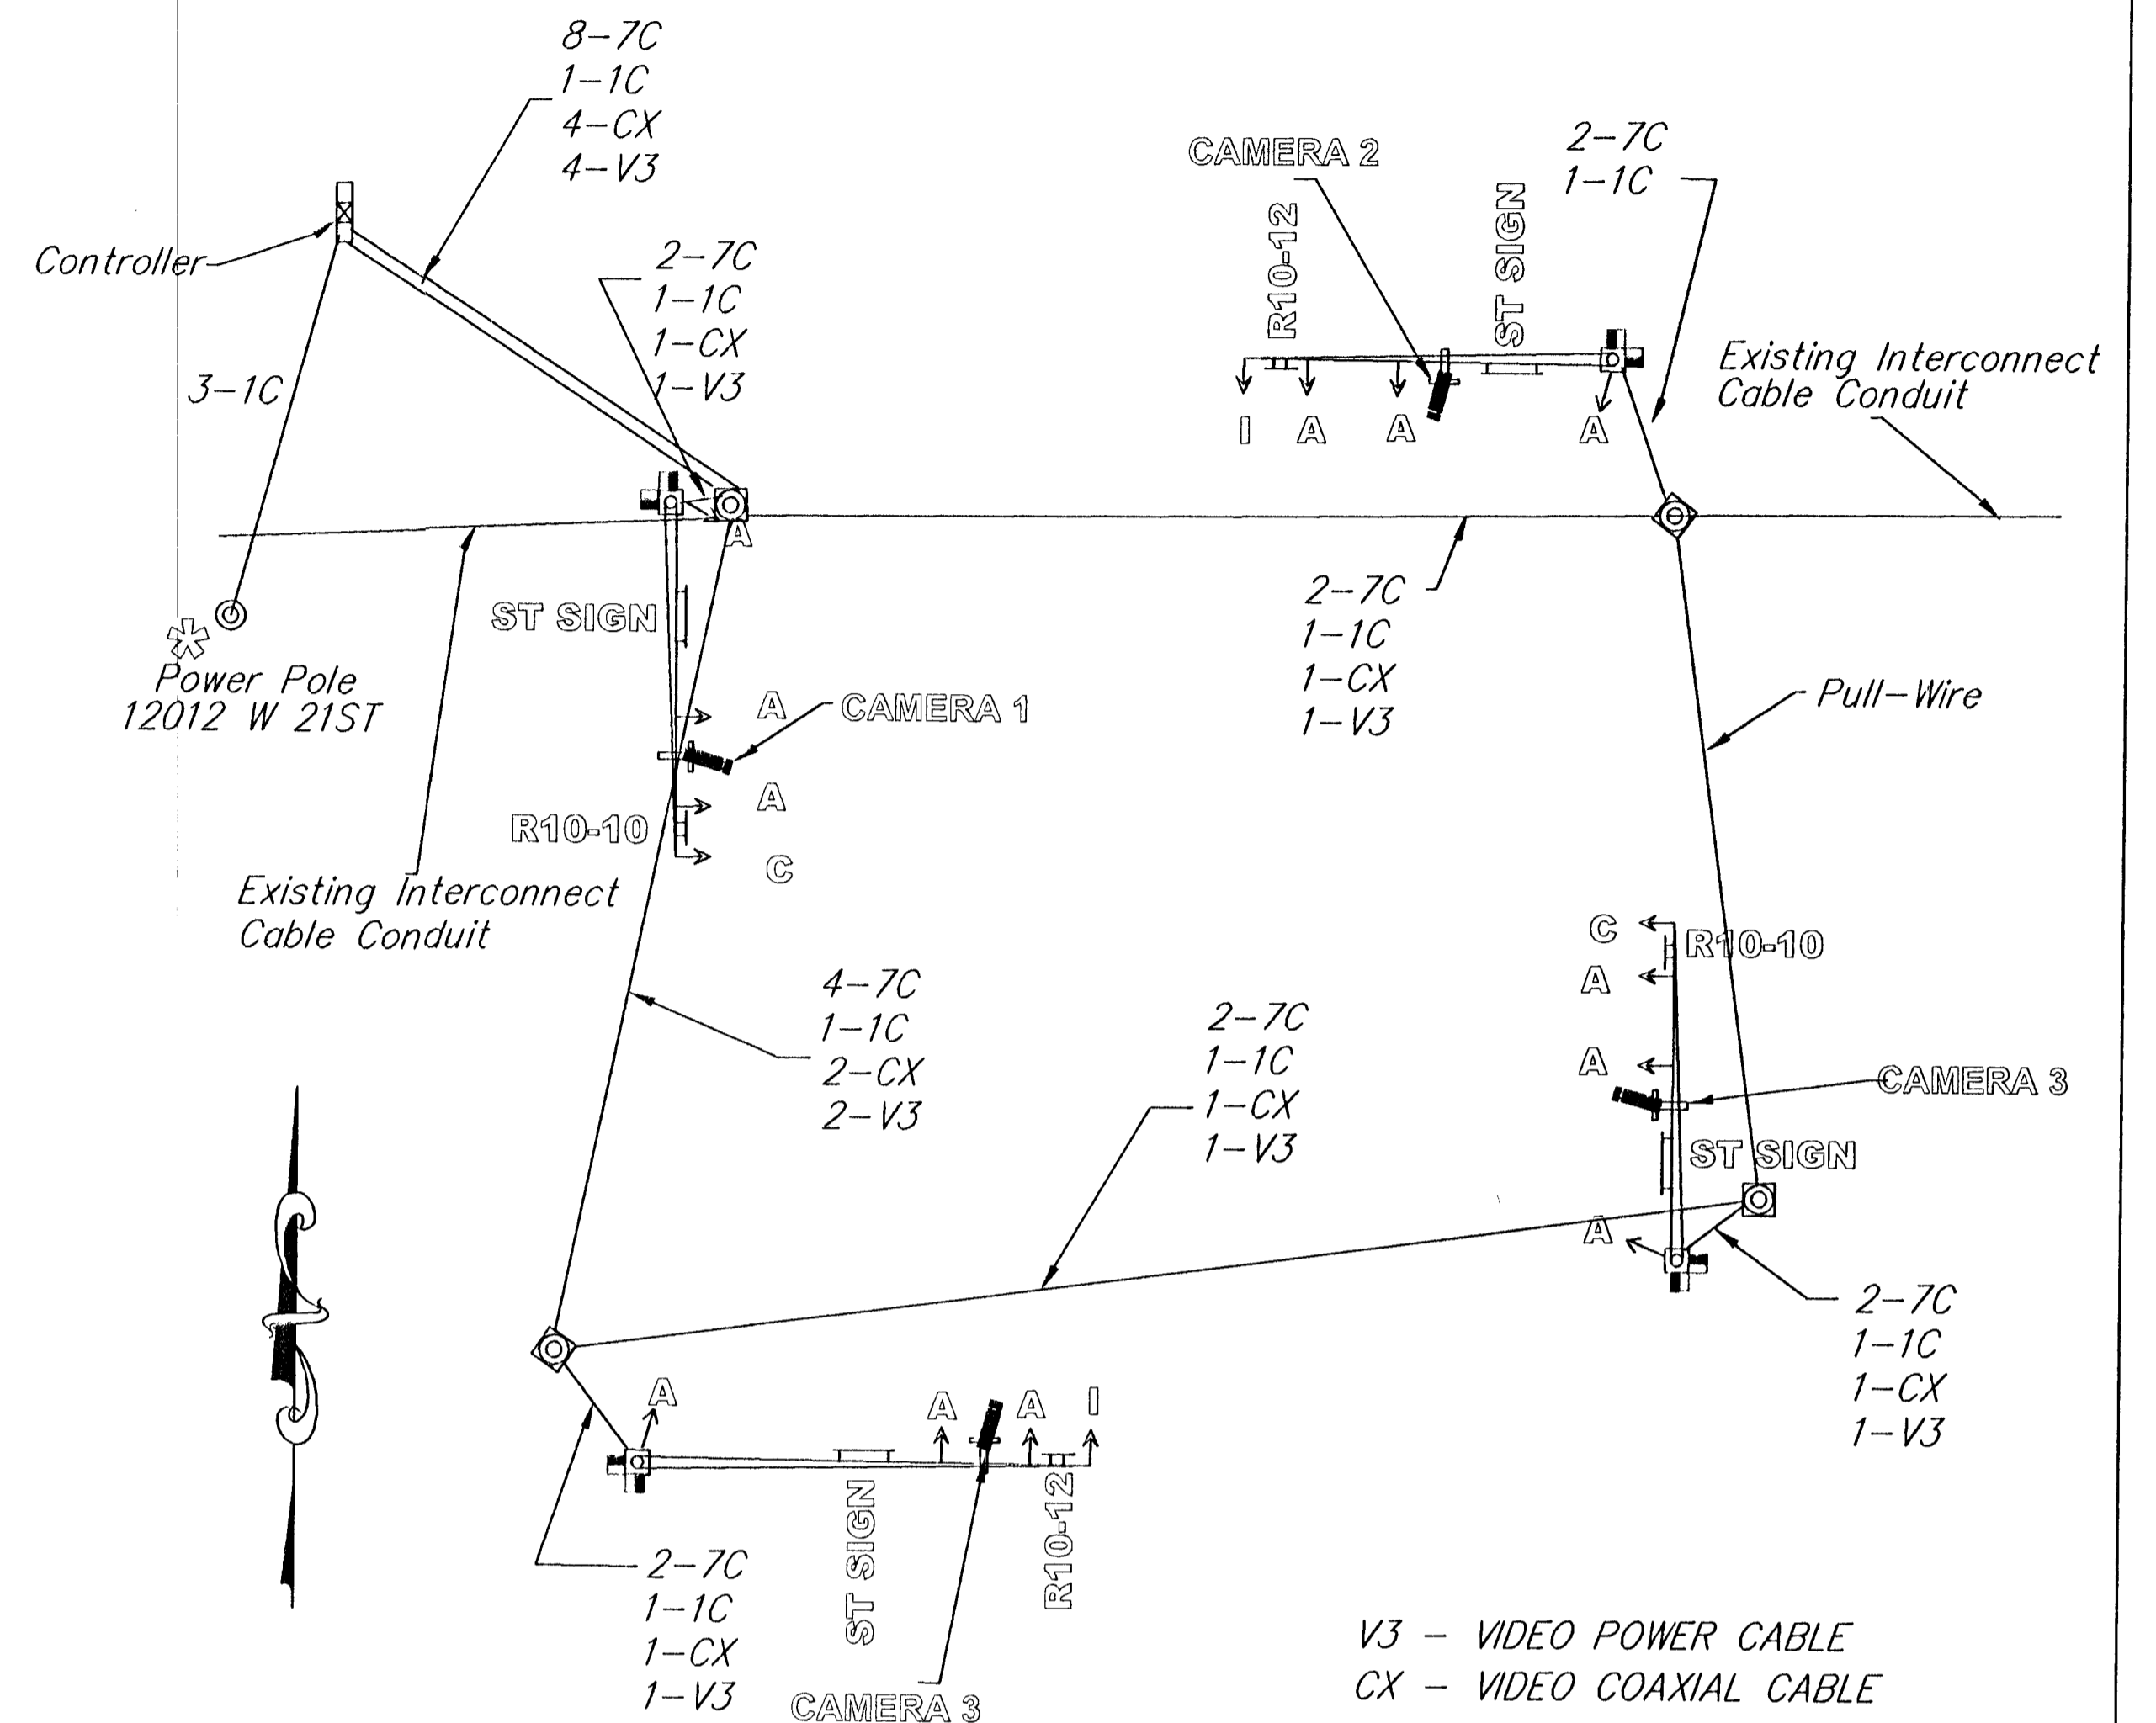 8-7C
1-1C
4-CX
4-V3
Controller
3-1C
2-7C
1-1C
1-CX
1-V3
CAMERA 2
R10-12
ST SIGN
2-7C
1-1C
Existing Interconnect
Cable Conduit
I
A
A
A
A
ST SIGN
Power Pole
12012 W 21ST
A
CAMERA 1
A
R10-10
C
2-7C
1-1C
1-CX
1-V3
Pull-Wire
Existing Interconnect
Cable Conduit
C
R10-10
A
A
CAMERA 3
ST SIGN
A
4-7C
1-1C
2-CX
2-V3
2-7C
1-1C
1-CX
1-V3
2-7C
1-1C
1-CX
1-V3
A
A
A
I
ST SIGN
R10-12
2-7C
1-1C
1-CX
1-V3
CAMERA 3
V3 - VIDEO POWER CABLE
CX - VIDEO COAXIAL CABLE